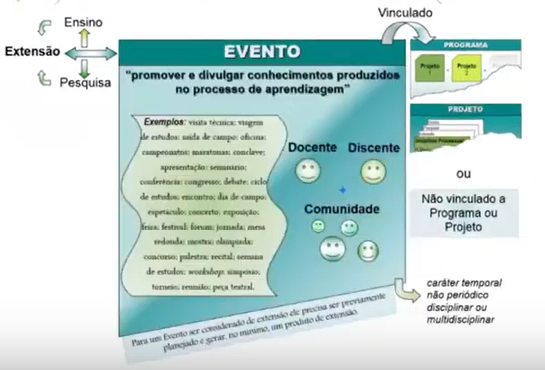 Ensino
Extensão
Pesquisa
Vinculado
EVENTO
"promover e divulgar conhecimentos produzidos
no processo de aprendizagem"
Exemplos: visita técnica; viagem
de estudos; saída de campo; oficina;
campeonatos; maratonas; conclave;
apresentação; seminário;
conferência; congresso; debate; ciclo
de estudos; encontro; dia de campo;
espetáculo; concerto; exposição;
feira; festival; fórum; jornada; mesa
redonda; mostra; olimpíada;
concurso; palestra; recital; semana
de estudos; workshop; simpósio;
torneio; reunião; peça teatral.
Docente Discente
+
Comunidade
Para um Evento ser considerado de extensão ele precisa ser previamente
planejado e gerar, no mínimo, um produto de extensão.
PROGRAMA
Projeto
1
Projeto
2
PROJETO
ou
Não vinculado a
Programa ou
Projeto
caráter temporal
não periódico
disciplinar ou
multidisciplinar